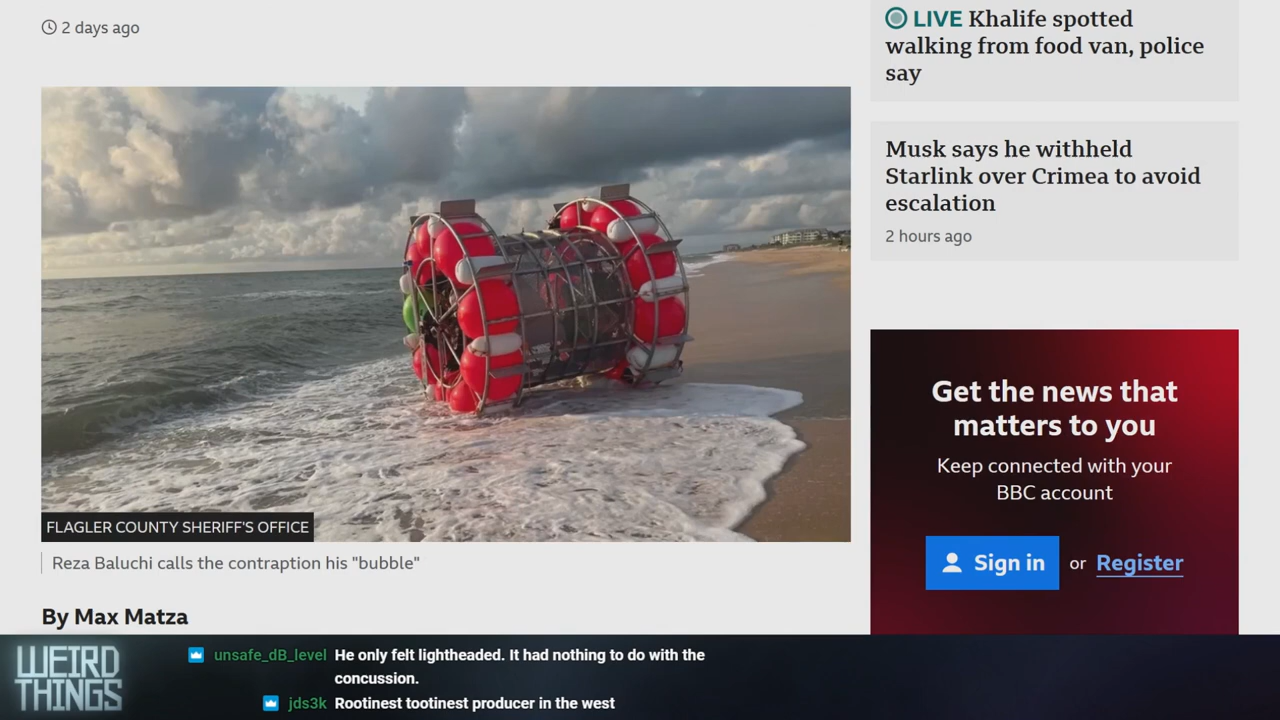 2 days ago
FLAGLER COUNTY SHERIFF'S OFFICE
Reza Baluchi calls the contraption his "bubble"
By Max Matza
LIVE Khalife spotted
walking from food van, police
say
Musk says he withheld
Starlink over Crimea to avoid
escalation
2 hours ago
Get the news that
matters to you
Keep connected with your
BBC account
Sign in or Register
WEIRD
THINGS
unsafe_dB_level He only felt lightheaded. It had nothing to do with the
concussion.
jds3k Rootinest tootinest producer in the west